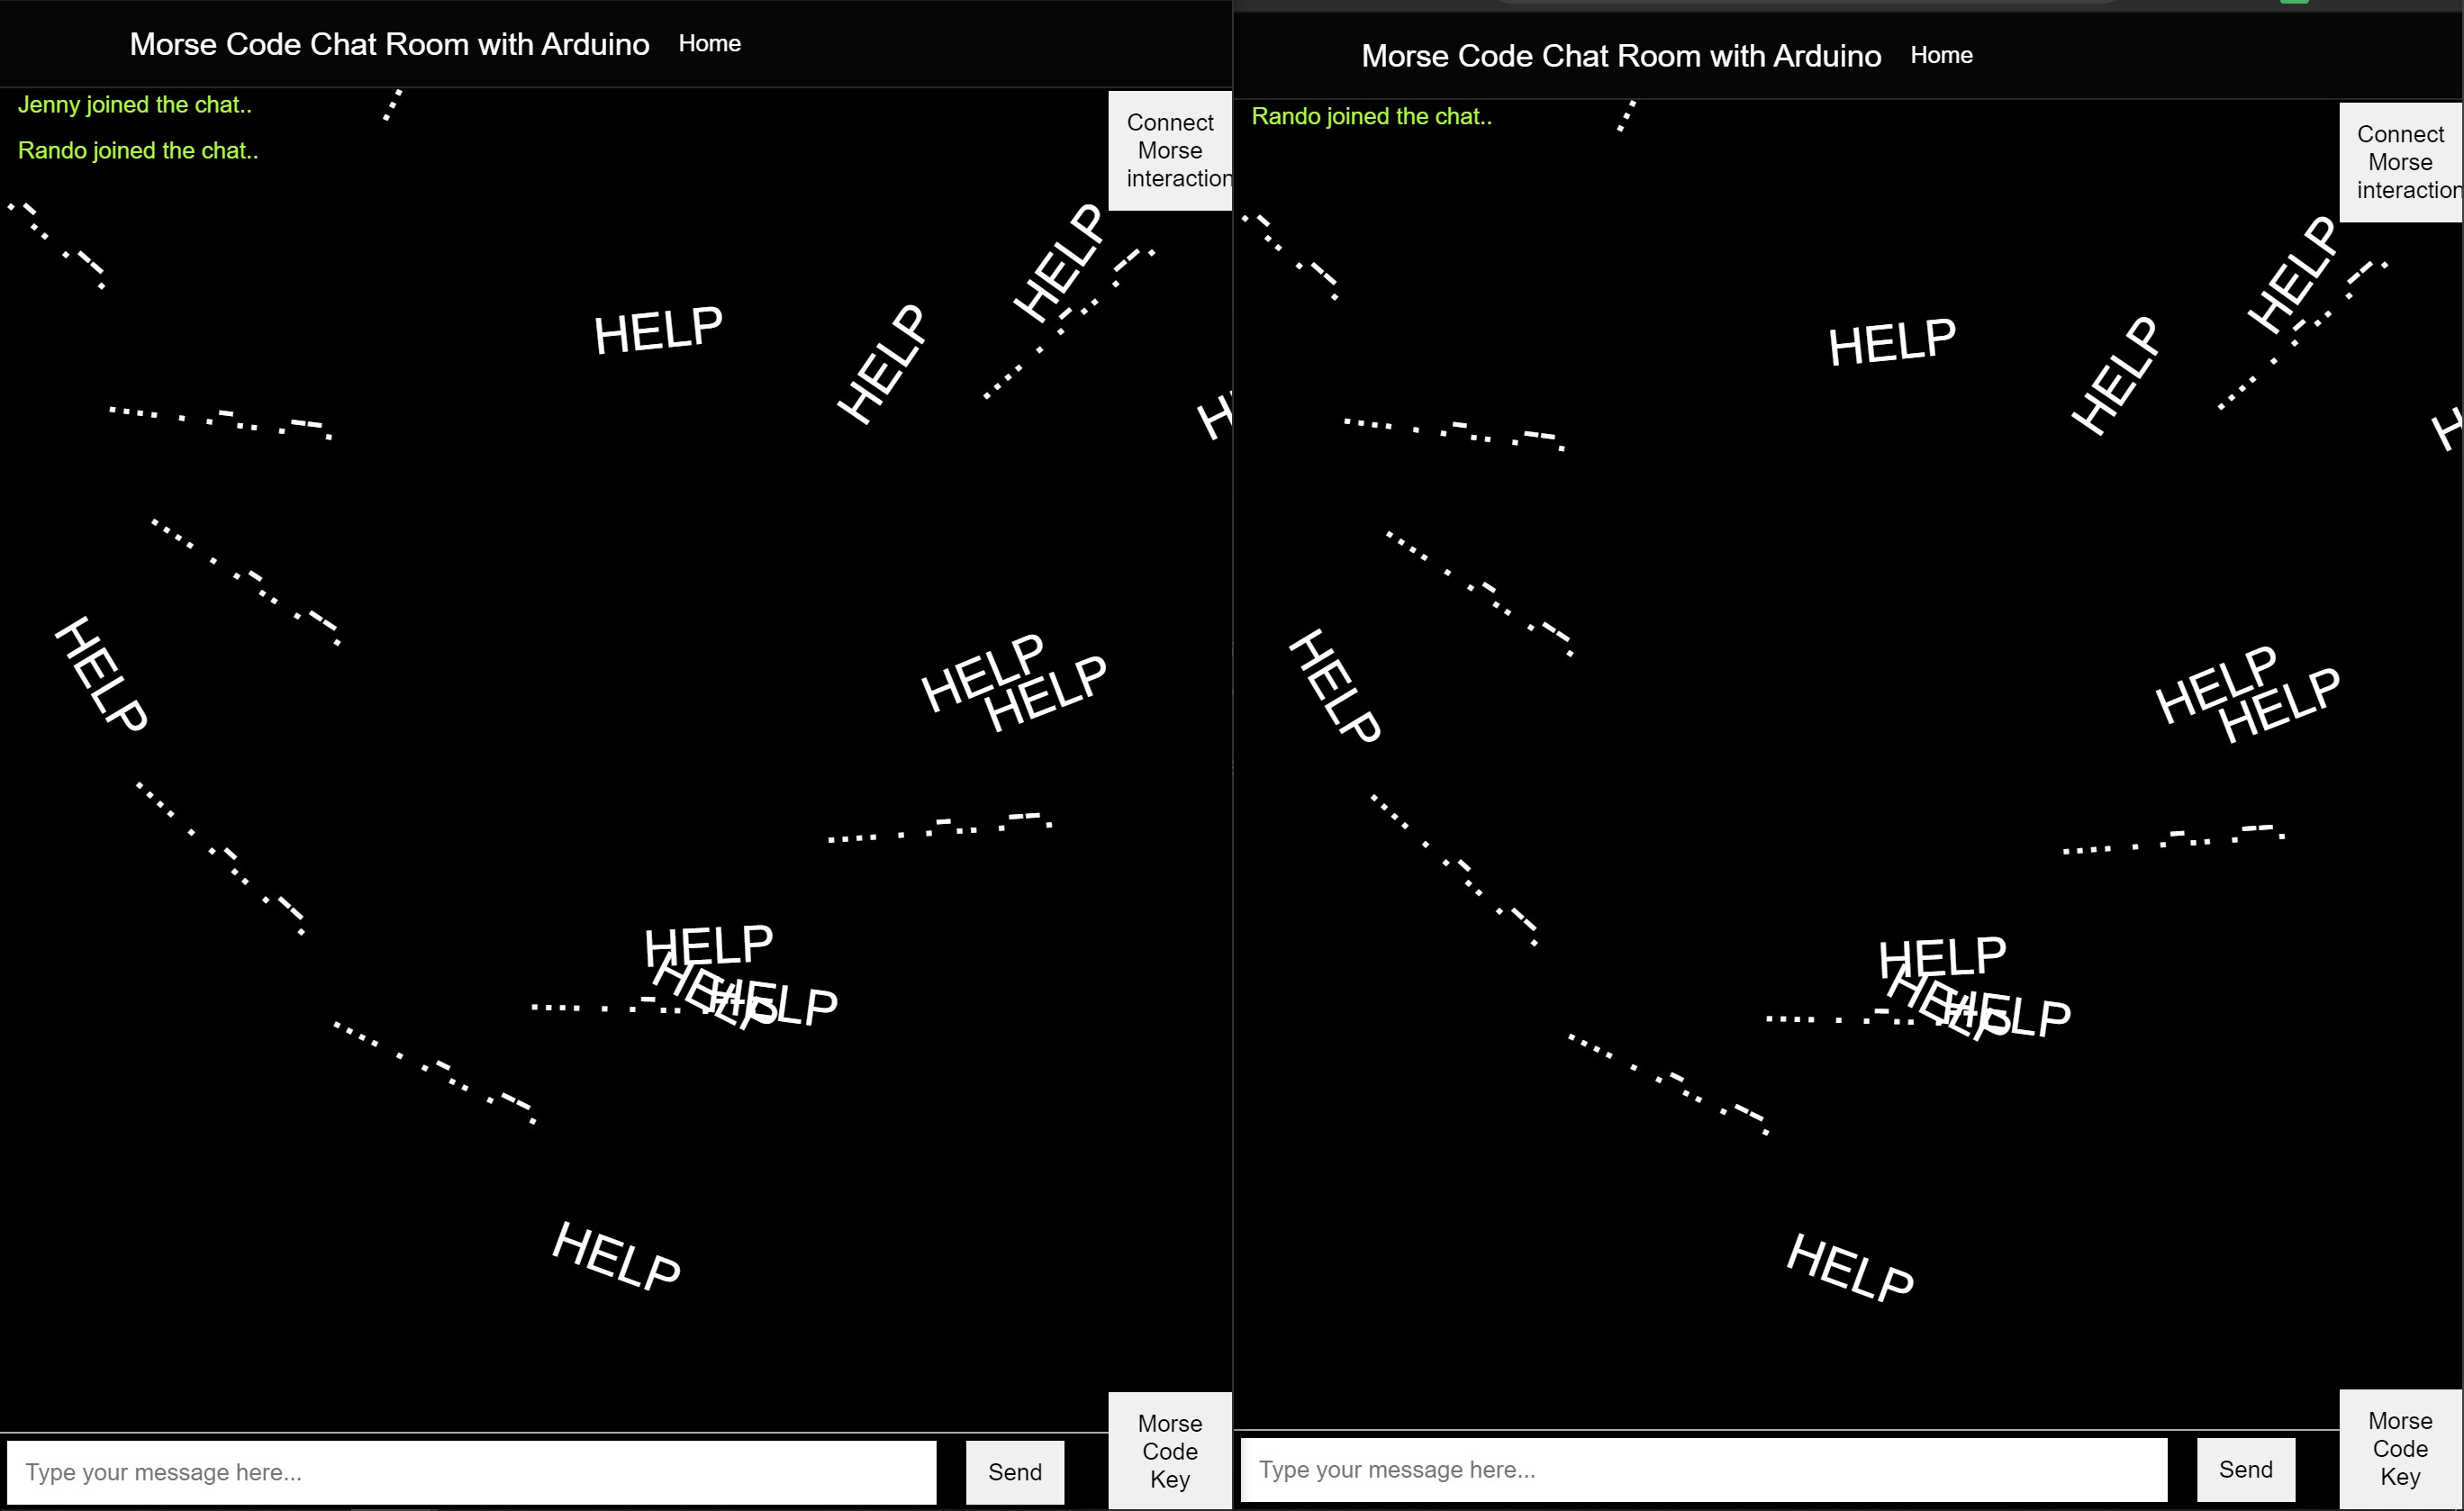 Morse Code Chat Room with Arduino Home
Jenny joined the chat..
Rando joined the chat..
Connect
Morse
interaction
.-.. .--.
HELP
HELP
HELP
.... . .-.. .--.
H
.... . .-.. .--.
.... . .-.. .--.
HELP
HELP
HELP
.... . .-.. .--.
.... . .-.. .--.
HELP
HELP
HELP
.... . .-..
.... . .-.. .--.
HELP
Type your message here...
Send
Morse
Code
Key
Morse Code Chat Room with Arduino Home
Rando joined the chat..
Connect
Morse
interaction
.-.. .--.
HELP
HELP
HELP
.... . .-.. .--.
H
.... . .-.. .--.
.... . .-.. .--.
HELP
HELP
HELP
.... . .-.. .--.
.... . .-.. .--.
HELP
HELP
HELP
.... . .-..
.... . .-.. .--.
HELP
Type your message here...
Send
Morse
Code
Key